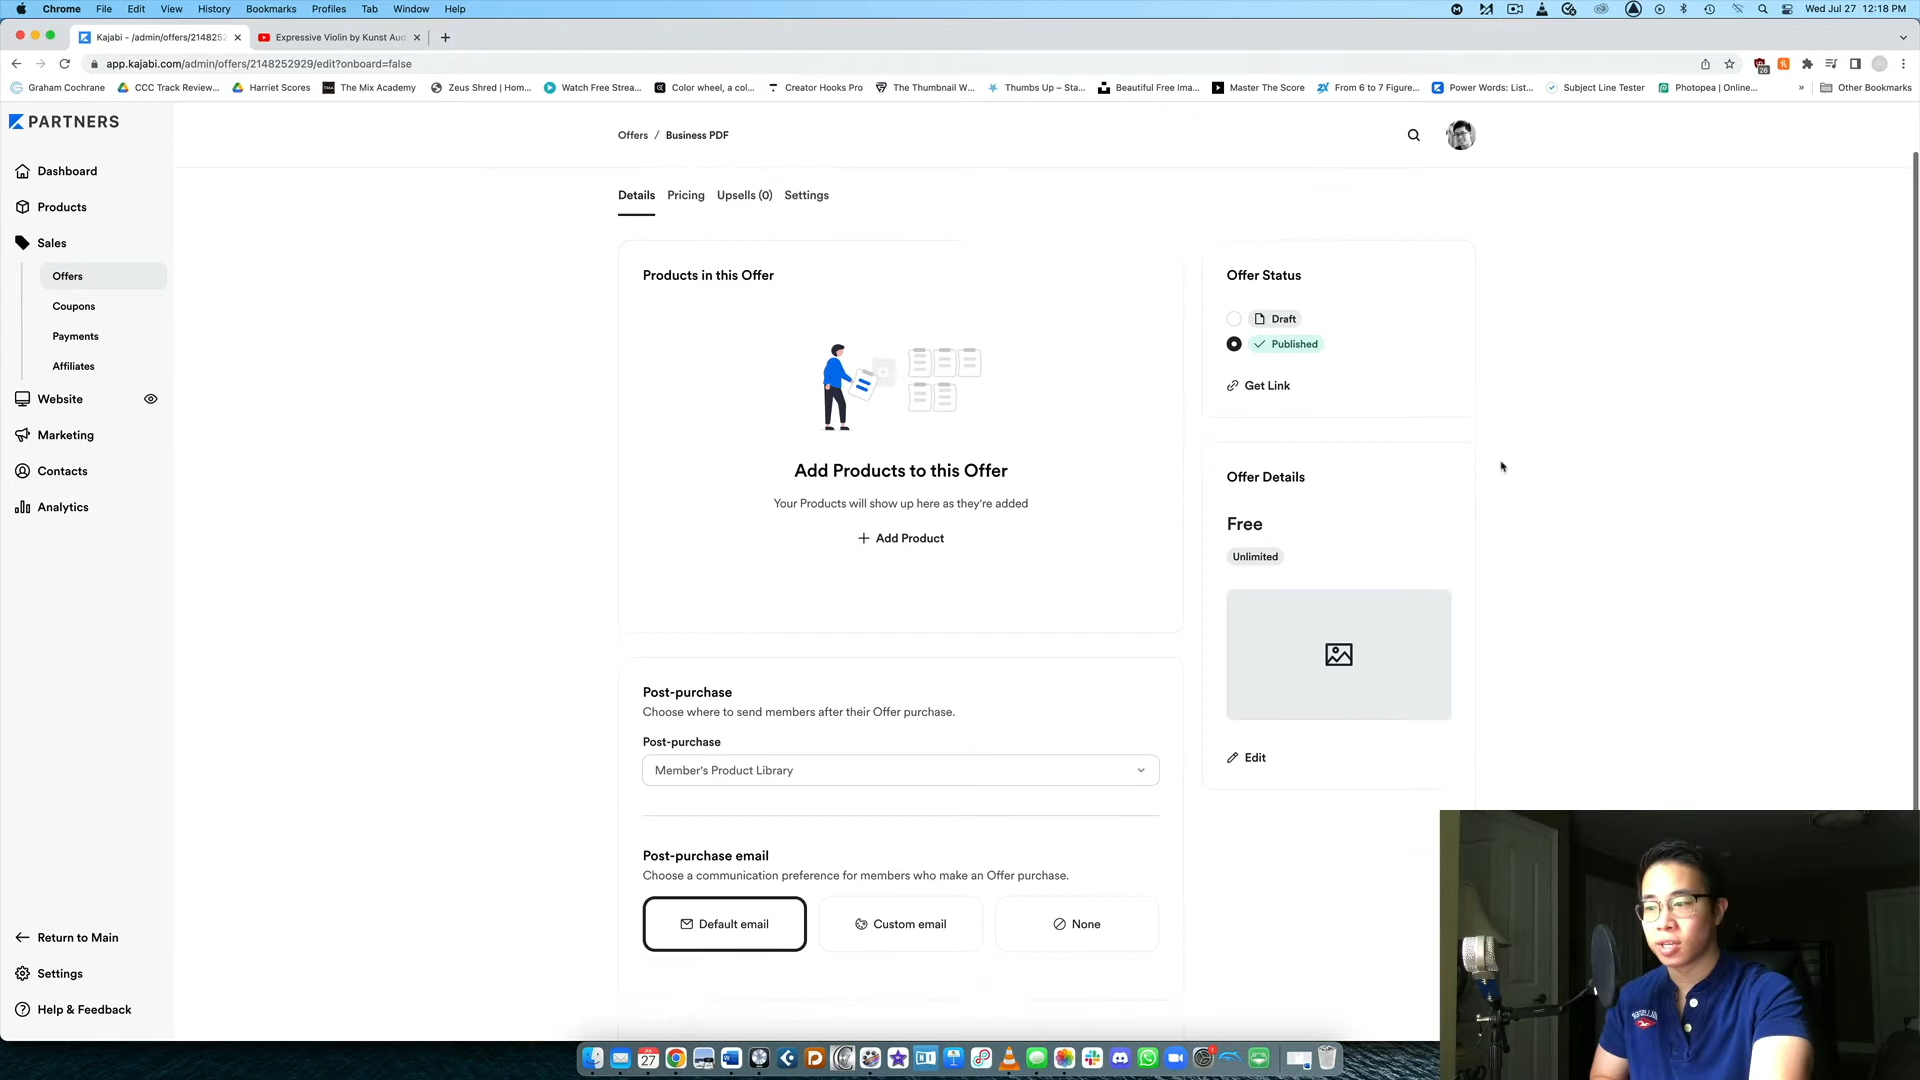 Chrome File Edit View History Bookmarks Profiles Tab Window Help Wed Jul 27 12:18 PM
Kajabi - /admin/offers/2148252 Expressive Violin by Kunst Aud
app.kajabi.com/admin/offers/2148252929/edit?onboard=false
Graham Cochrane CCC Track Review... Harriet Scores The Mix Academy Zeus Shred | Hom... Watch Free Strea... Color wheel, a col... Creator Hooks Pro The Thumbnail W... Thumbs Up – Sta... Beautiful Free Ima... Master The Score From 6 to 7 Figure... Power Words: List... Subject Line Tester Photopea | Online... » Other Bookmarks
PARTNERS
Offers / Business PDF
Dashboard
Products
Sales
Offers
Coupons
Payments
Affiliates
Website
Marketing
Contacts
Analytics
Return to Main
Settings
Help & Feedback
Details Pricing Upsells (0) Settings
Products in this Offer
Add Products to this Offer
Your Products will show up here as they're added
+ Add Product
Post-purchase
Choose where to send members after their Offer purchase.
Post-purchase
Member's Product Library
Post-purchase email
Choose a communication preference for members who make an Offer purchase.
Default email Custom email None
Offer Status
Draft
Published
Get Link
Offer Details
Free
Unlimited
Edit